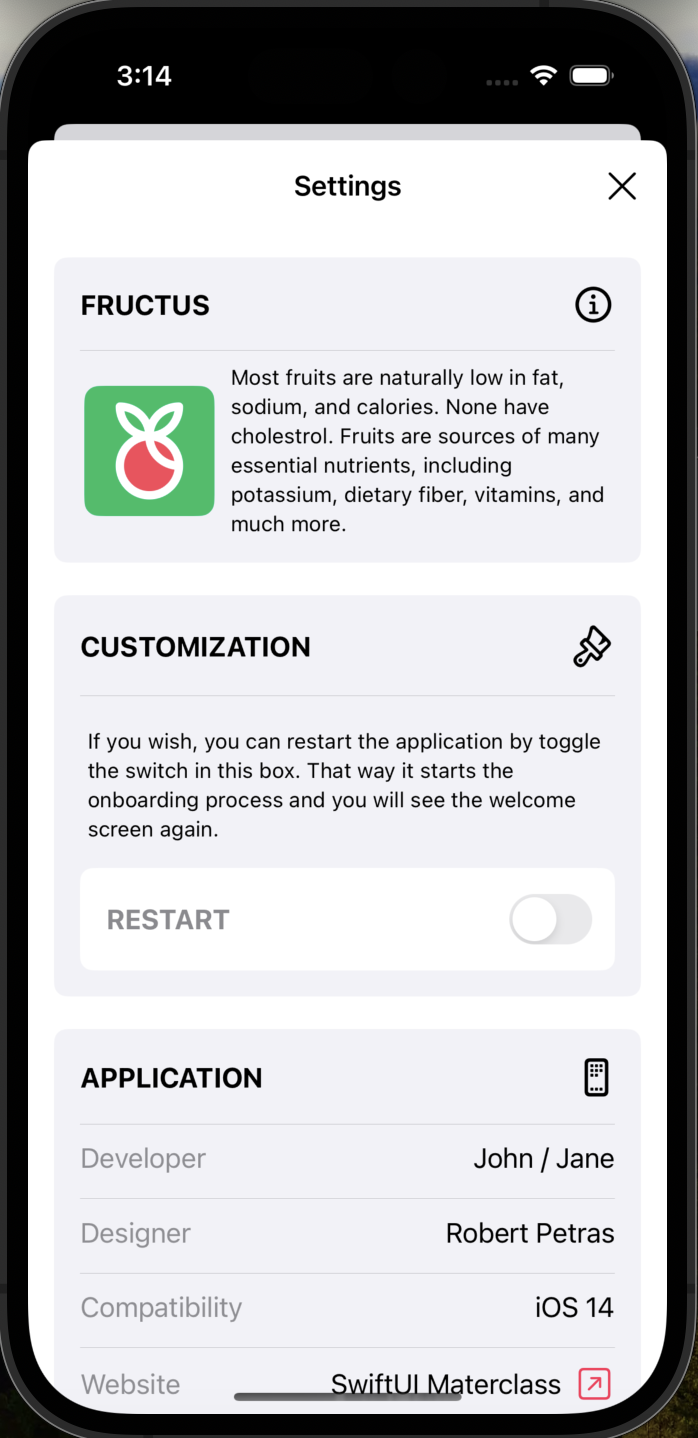 3:14
Settings
FRUCTUS
Most fruits are naturally low in fat,
sodium, and calories. None have
cholestrol. Fruits are sources of many
essential nutrients, including
potassium, dietary fiber, vitamins, and
much more.
CUSTOMIZATION
If you wish, you can restart the application by toggle
the switch in this box. That way it starts the
onboarding process and you will see the welcome
screen again.
RESTART
APPLICATION
Developer John / Jane
Designer Robert Petras
Compatibility iOS 14
Website SwiftUI Materclass